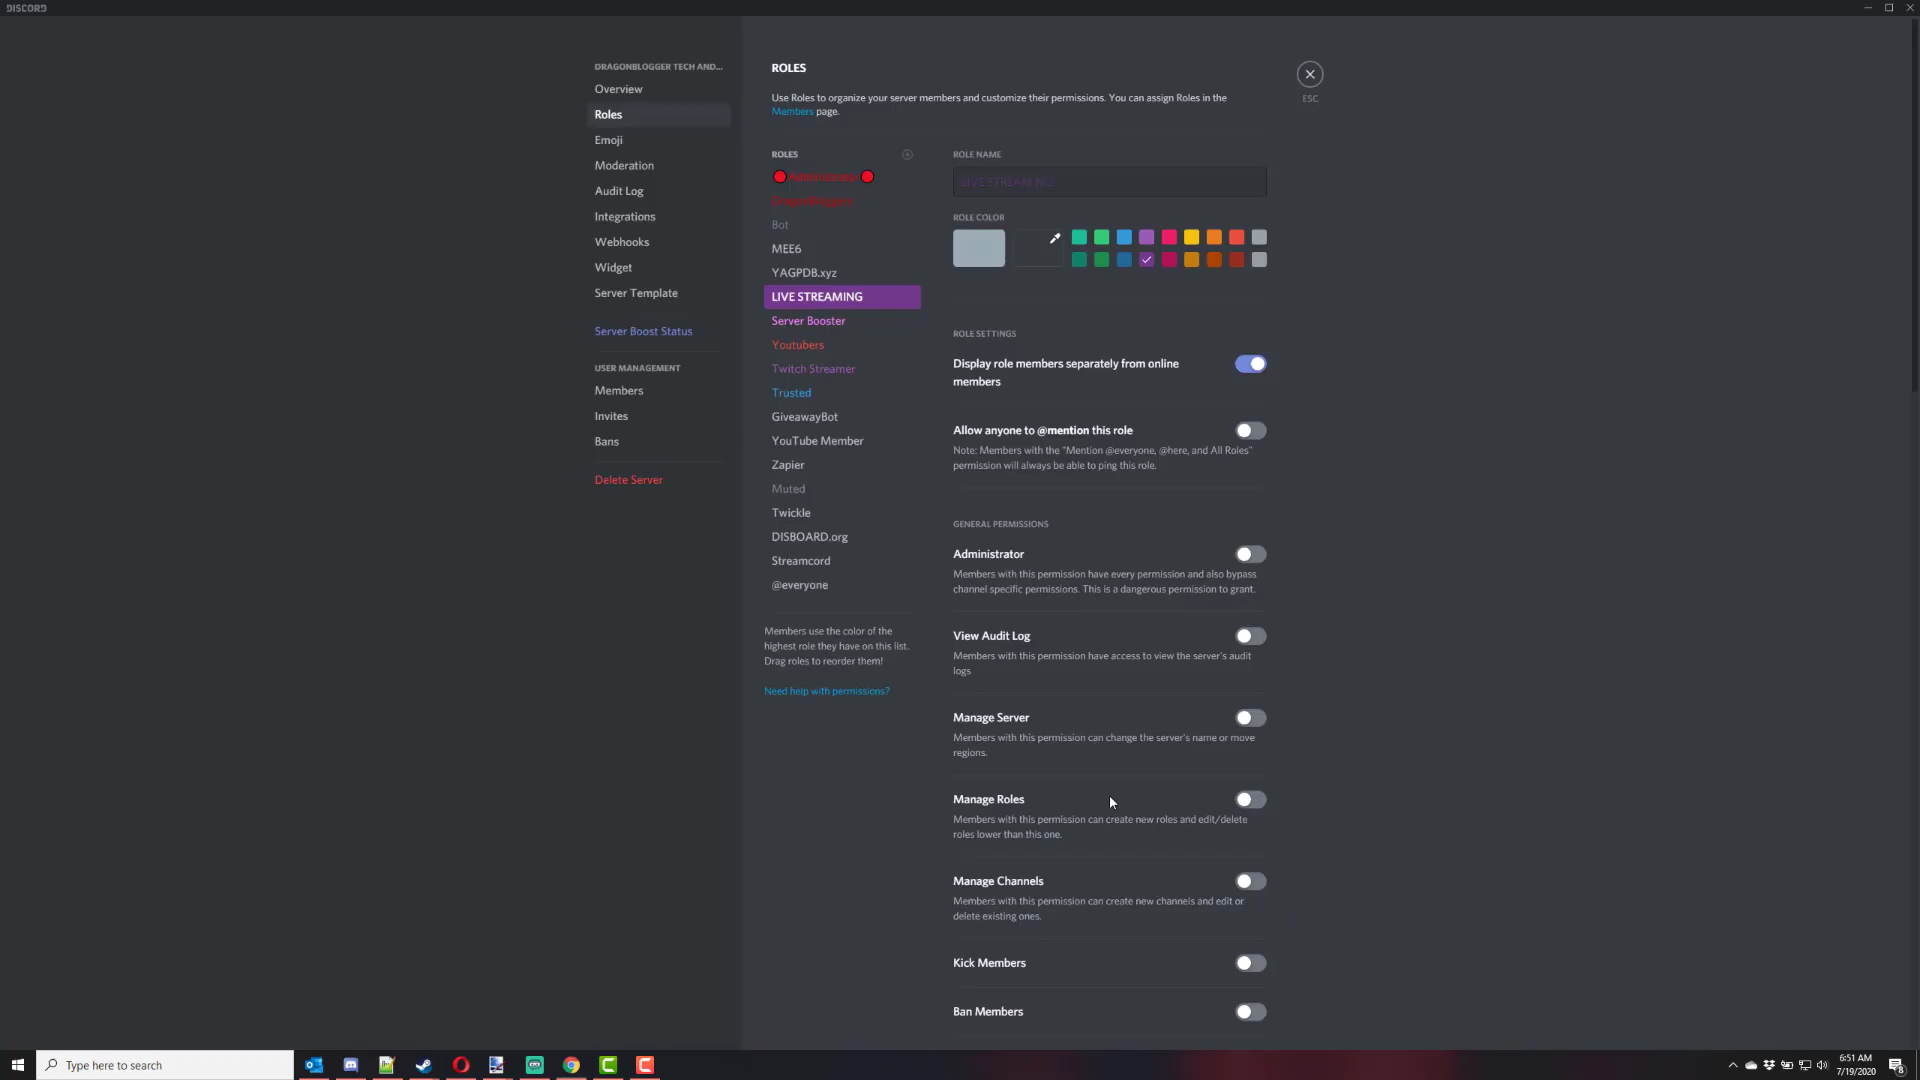 DISCORD
DRAGONBLOGGER TECH AND...
Overview
Roles
Emoji
Moderation
Audit Log
Integrations
Webhooks
Widget
Server Template
Server Boost Status
USER MANAGEMENT
Members
Invites
Bans
Delete Server
ROLES
Use Roles to organize your server members and customize their permissions. You can assign Roles in the
Members page.
ESC
ROLES
Administrator
DragonBloggers
Bot
MEE6
YAGPDB.xyz
LIVE STREAMING
Server Booster
Youtubers
Twitch Streamer
Trusted
GiveawayBot
YouTube Member
Zapier
Muted
Twickle
DISBOARD.org
Streamcord
@everyone
Members use the color of the
highest role they have on this list.
Drag roles to reorder them!
Need help with permissions?
ROLE NAME
LIVE STREAMING
ROLE COLOR
ROLE SETTINGS
Display role members separately from online
members
Allow anyone to @mention this role
Note: Members with the "Mention @everyone, @here, and All Roles"
permission will always be able to ping this role.
GENERAL PERMISSIONS
Administrator
Members with this permission have every permission and also bypass
channel specific permissions. This is a dangerous permission to grant.
View Audit Log
Members with this permission have access to view the server's audit
logs
Manage Server
Members with this permission can change the server's name or move
regions.
Manage Roles
Members with this permission can create new roles and edit/delete
roles lower than this one.
Manage Channels
Members with this permission can create new channels and edit or
delete existing ones.
Kick Members
Ban Members
Type here to search
6:51 AM
7/19/2020
8